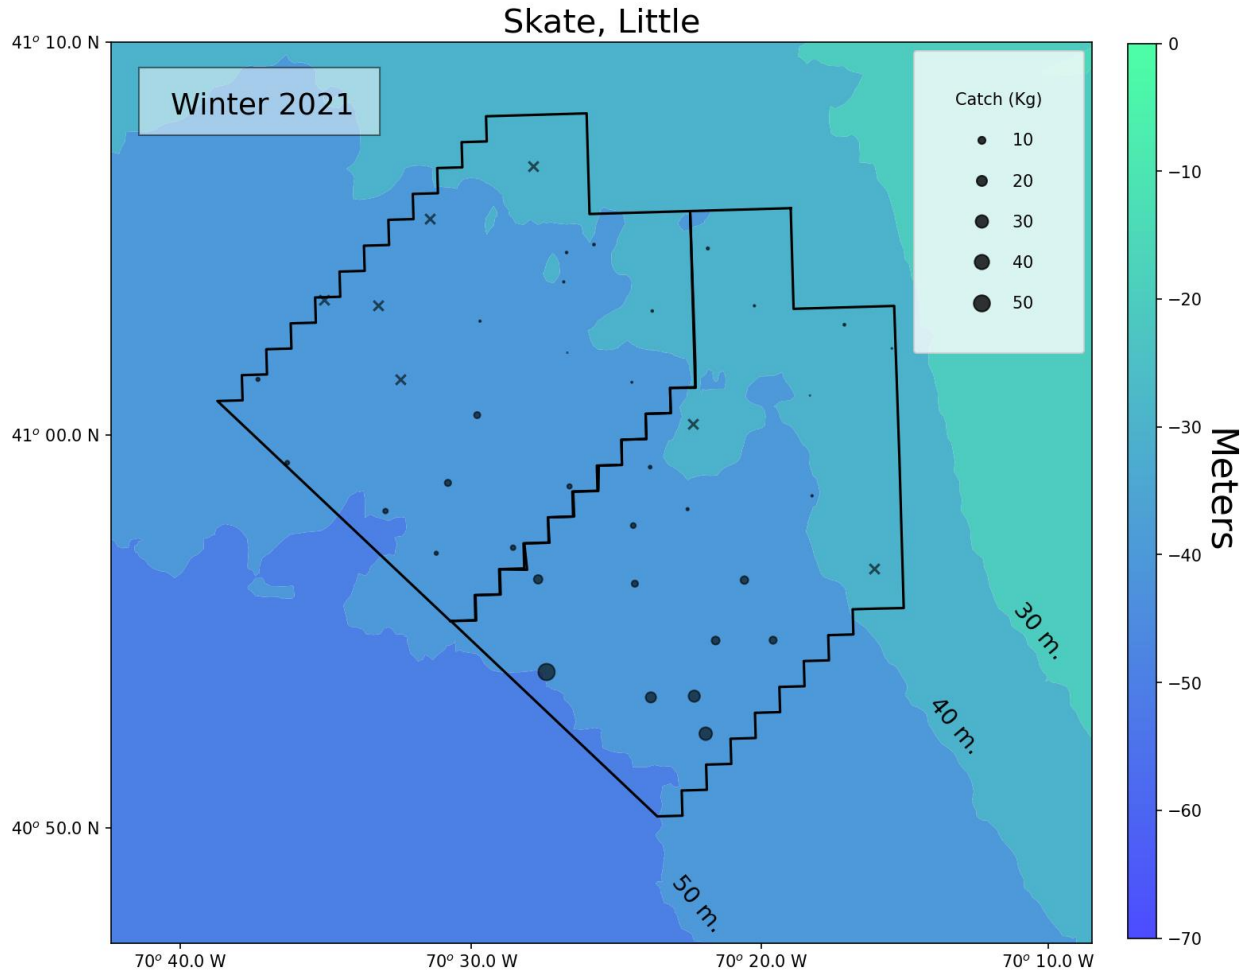 Skate, Little
41° 10.0 N
41° 00.0 N
40° 50.0 N
Winter 2021
Catch (Kg)
10
20
30
40
50
30 m.
40 m.
50 m.
70° 40.0 W
70° 30.0 W
70° 20.0 W
70° 10.0 W
0
−10
−20
−30
−40
−50
−60
−70
Meters